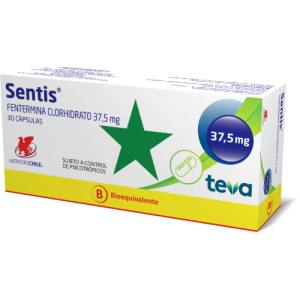 Sentis®
FENTERMINA CLORHIDRATO 37,5 mg
30 CÁPSULAS
37,5 mg
LABORATORIO CHILE®
SUJETO A CONTROL
DE PSICOTRÓPICOS
teva
B Bioequivalente
Sentis